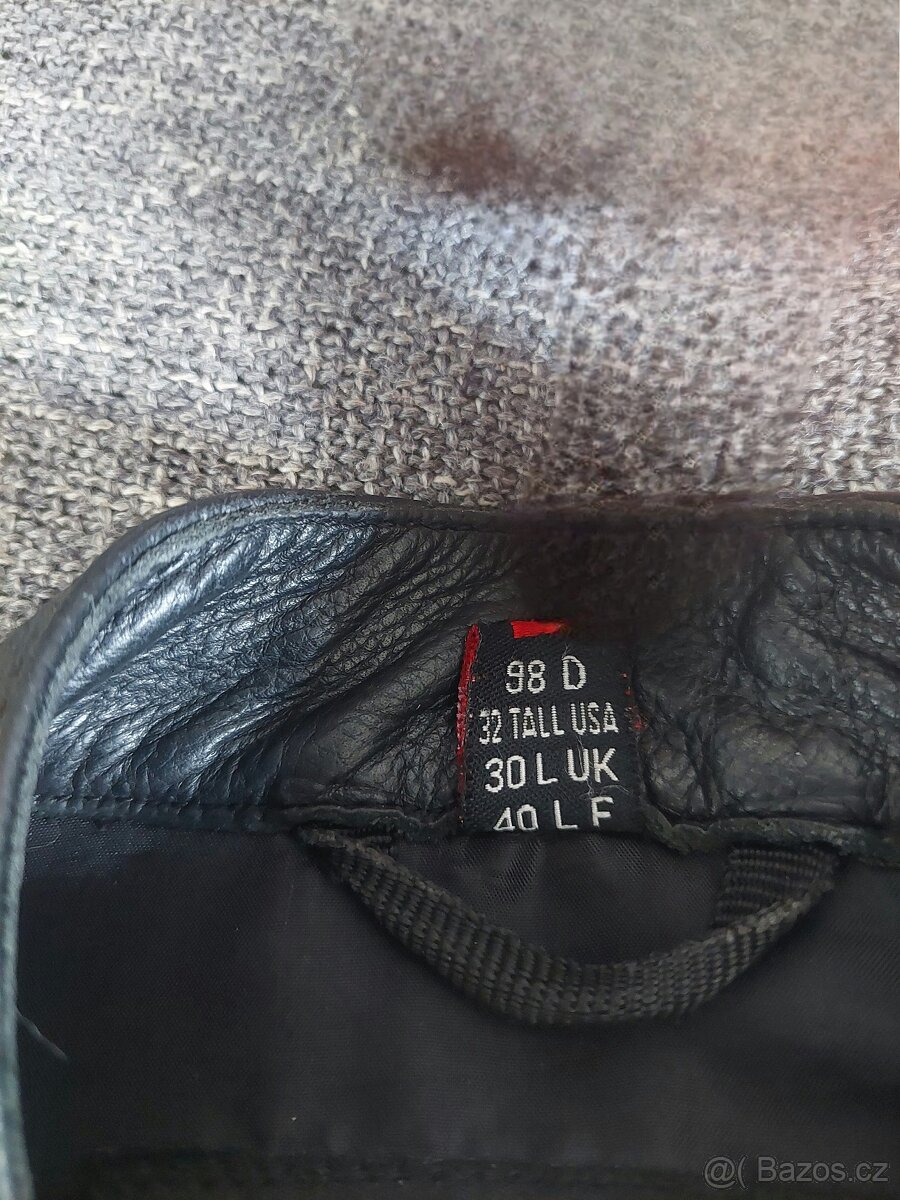 98 D
32 TALL USA
30 L UK
40 L F
@( Bazos.cz